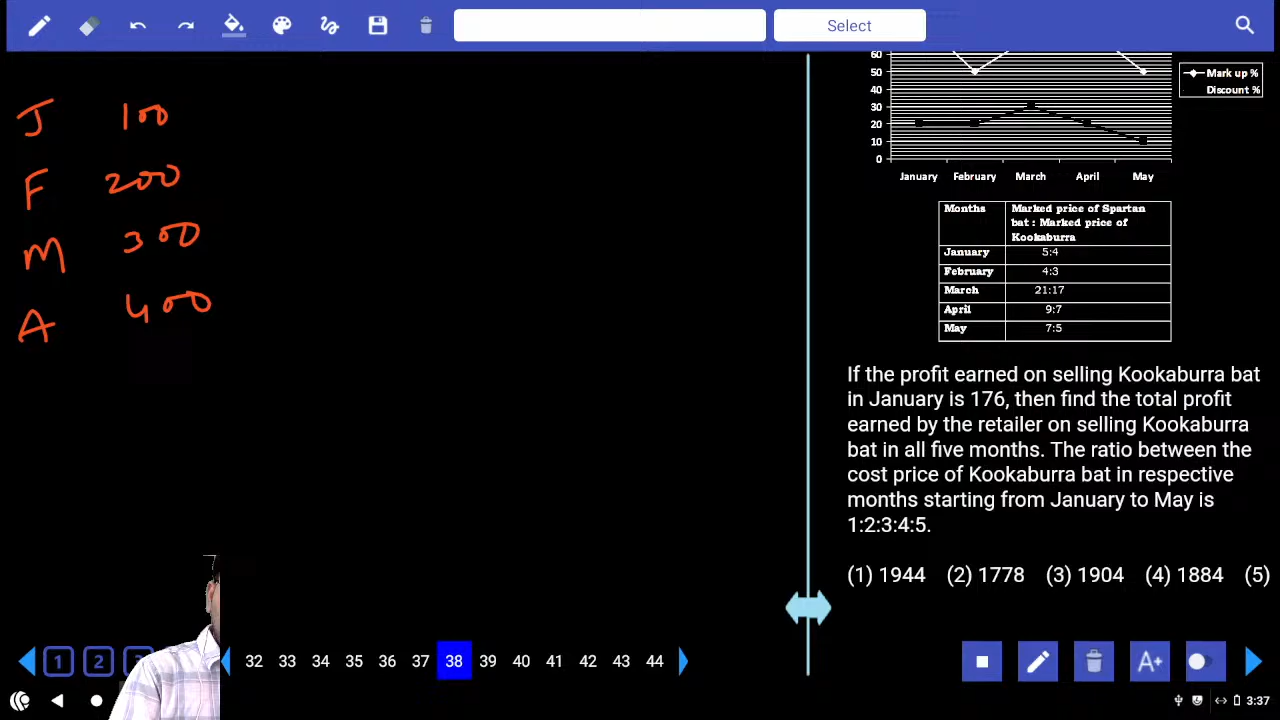 Select
60
50
40
30
20
10
0
Mark up %
Discount %
January February March April May
J 100
F 200
M 300
A 400
Months Marked price of Spartan
bat : Marked price of
Kookaburra
January 5:4
February 4:3
March 21:17
April 9:7
May 7:5
If the profit earned on selling Kookaburra bat
in January is 176, then find the total profit
earned by the retailer on selling Kookaburra
bat in all five months. The ratio between the
cost price of Kookaburra bat in respective
months starting from January to May is
1:2:3:4:5.
(1) 1944 (2) 1778 (3) 1904 (4) 1884 (5)
1 2 32 33 34 35 36 37 38 39 40 41 42 43 44
A+
3:37